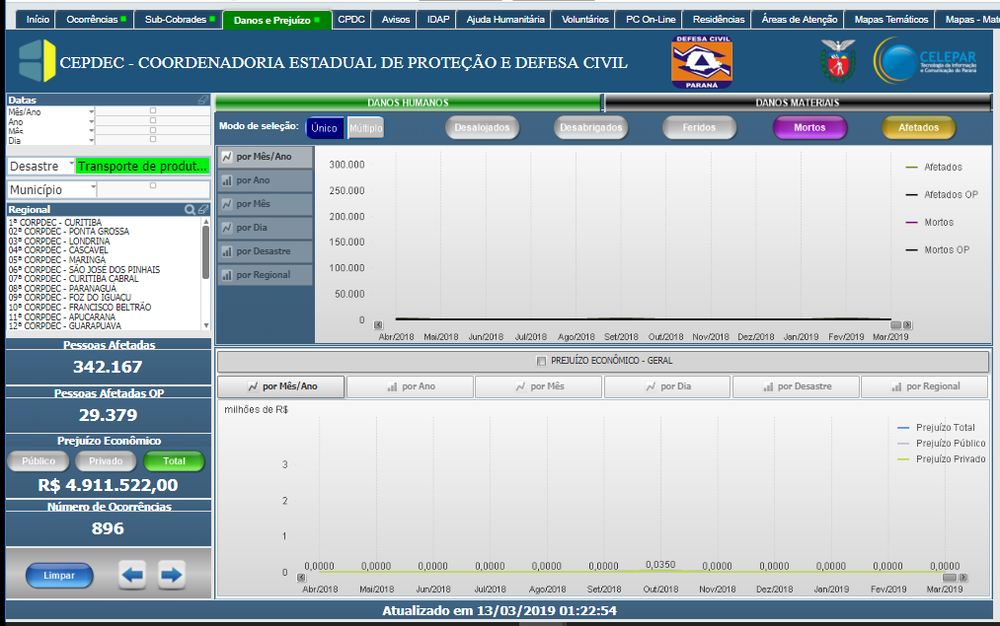 Início Ocorrências Sub-Cobrades Danos e Prejuízo CPDC Avisos IDAP Ajuda Humanitária Voluntários PC On-Line Residências Áreas de Atenção Mapas Temáticos Mapas - Mat
CEPDEC - COORDENADORIA ESTADUAL DE PROTEÇÃO E DEFESA CIVIL
DEFESA CIVIL
PARANÁ
CELEPAR
Tecnologia da Informação
e Comunicação do Paraná
Datas
Mês/Ano
Ano
Mês
Dia
Desastre Transporte de produt...
Município
Regional
1ª CORPDEC - CURITIBA
02ª CORPDEC - PONTA GROSSA
03ª CORPDEC - LONDRINA
04ª CORPDEC - CASCAVEL
05ª CORPDEC - MARINGÁ
06ª CORPDEC - SÃO JOSÉ DOS PINHAIS
07ª CORPDEC - CURITIBA CABRAL
08ª CORPDEC - PARANAGUÁ
09ª CORPDEC - FOZ DO IGUAÇU
10ª CORPDEC - FRANCISCO BELTRÃO
11ª CORPDEC - APUCARANA
12ª CORPDEC - GUARAPUAVA
Pessoas Afetadas
342.167
Pessoas Afetadas OP
29.379
Prejuízo Econômico
Público Privado Total
R$ 4.911.522,00
Número de Ocorrências
896
Limpar
DANOS HUMANOS DANOS MATERIAIS
Modo de seleção: Único Múltiplo Desalojados Desabrigados Feridos Mortos Afetados
por Mês/Ano
por Ano
por Mês
por Dia
por Desastre
por Regional
300.000
250.000
200.000
150.000
100.000
50.000
0
Abr/2018 Mai/2018 Jun/2018 Jul/2018 Ago/2018 Set/2018 Out/2018 Nov/2018 Dez/2018 Jan/2019 Fev/2019 Mar/2019
Afetados
Afetados OP
Mortos
Mortos OP
PREJUÍZO ECONÔMICO - GERAL
por Mês/Ano por Ano por Mês por Dia por Desastre por Regional
milhões de R$
3
2
1
0
0,0000 0,0000 0,0000 0,0000 0,0000 0,0000 0,0350 0,0000 0,0000 0,0000 0,0000 0,0000
Abr/2018 Mai/2018 Jun/2018 Jul/2018 Ago/2018 Set/2018 Out/2018 Nov/2018 Dez/2018 Jan/2019 Fev/2019 Mar/2019
Prejuízo Total
Prejuízo Público
Prejuízo Privado
Atualizado em 13/03/2019 01:22:54